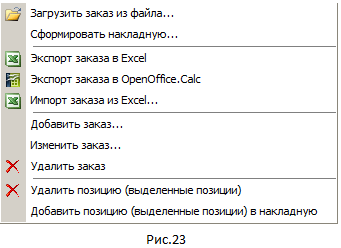 Загрузить заказ из файла...
Сформировать накладную...
Экспорт заказа в Excel
Экспорт заказа в OpenOffice.Calc
Импорт заказа из Excel...
Добавить заказ...
Изменить заказ...
Удалить заказ
Удалить позицию (выделенные позиции)
Добавить позицию (выделенные позиции) в накладную
Рис.23